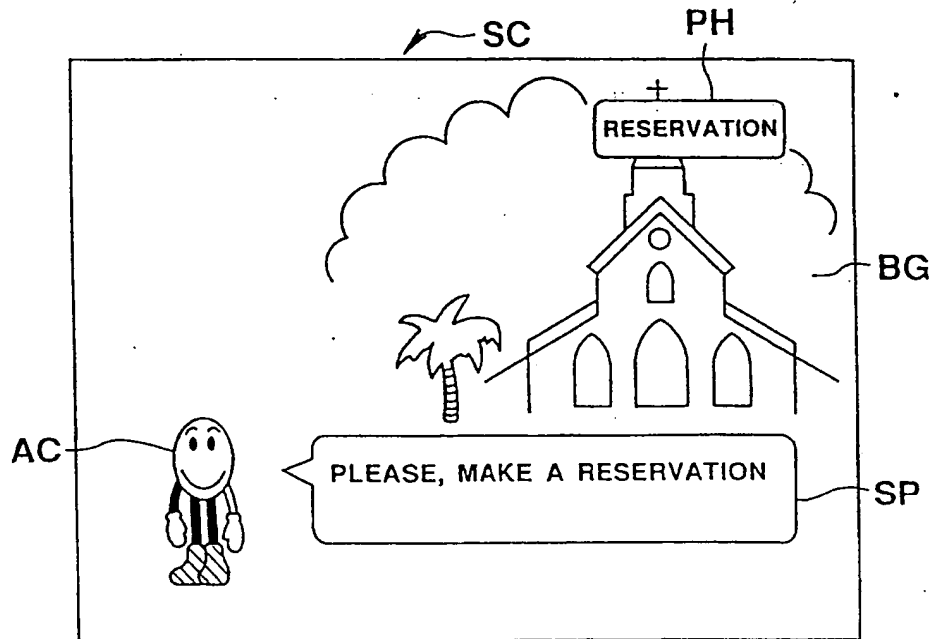 SC
PH
RESERVATION
BG
AC
PLEASE, MAKE A RESERVATION
SP